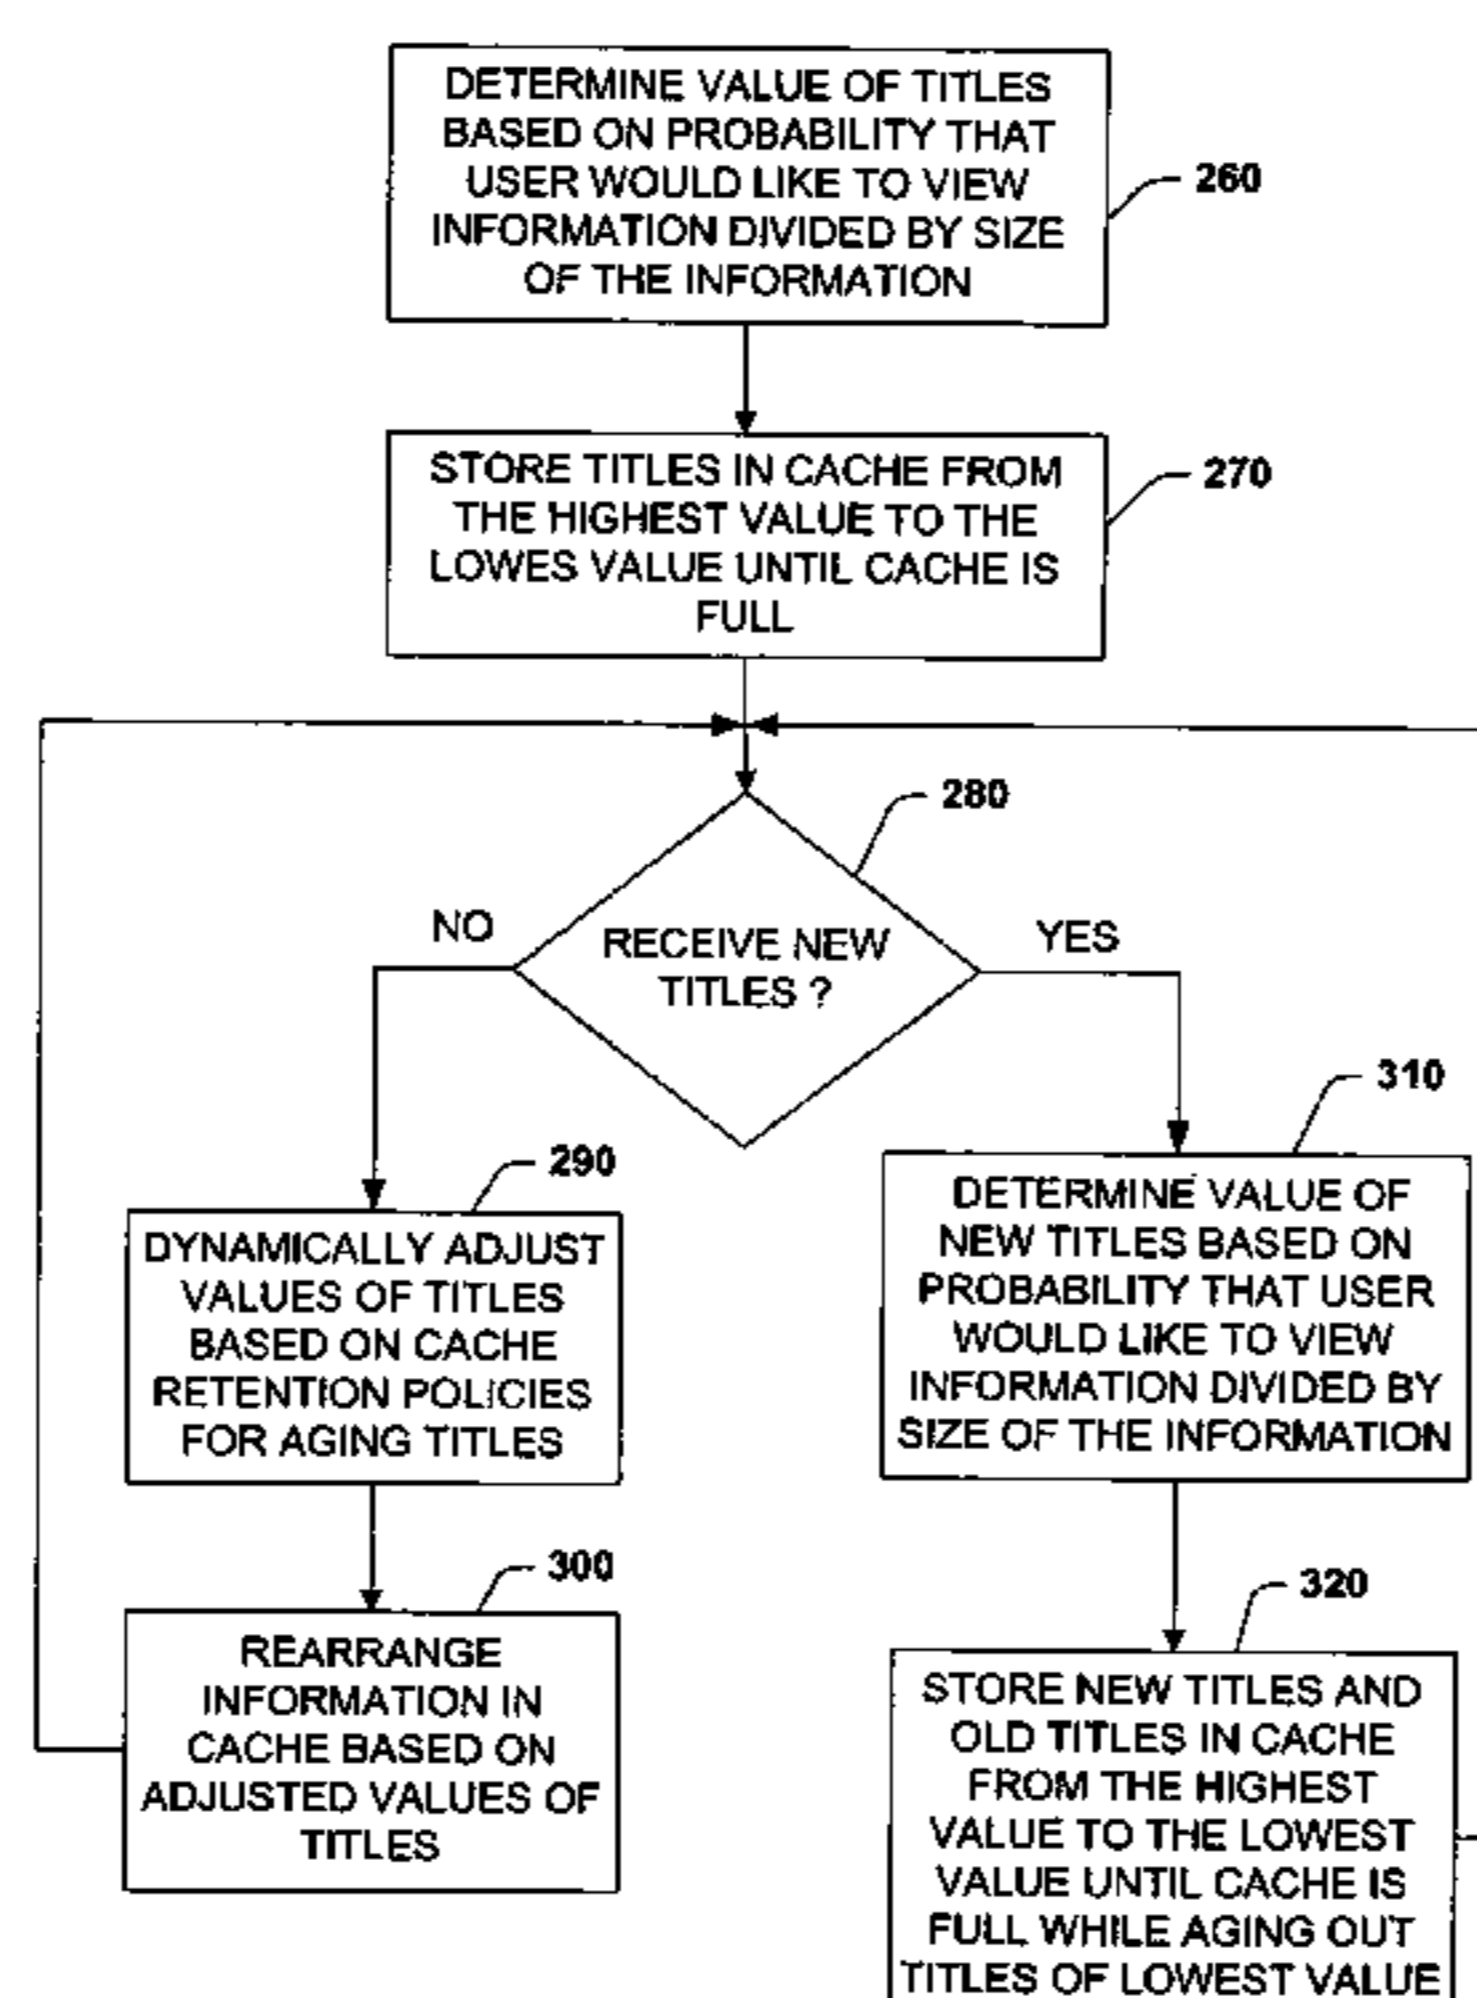 DETERMINE VALUE OF TITLES
BASED ON PROBABILITY THAT
USER WOULD LIKE TO VIEW
INFORMATION DIVIDED BY SIZE
OF THE INFORMATION
260
STORE TITLES IN CACHE FROM
THE HIGHEST VALUE TO THE
LOWES VALUE UNTIL CACHE IS
FULL
270
280
RECEIVE NEW
TITLES ?
NO
YES
290
DYNAMICALLY ADJUST
VALUES OF TITLES
BASED ON CACHE
RETENTION POLICIES
FOR AGING TITLES
300
REARRANGE
INFORMATION IN
CACHE BASED ON
ADJUSTED VALUES OF
TITLES
310
DETERMINE VALUE OF
NEW TITLES BASED ON
PROBABILITY THAT USER
WOULD LIKE TO VIEW
INFORMATION DIVIDED BY
SIZE OF THE INFORMATION
320
STORE NEW TITLES AND
OLD TITLES IN CACHE
FROM THE HIGHEST
VALUE TO THE LOWEST
VALUE UNTIL CACHE IS
FULL WHILE AGING OUT
TITLES OF LOWEST VALUE